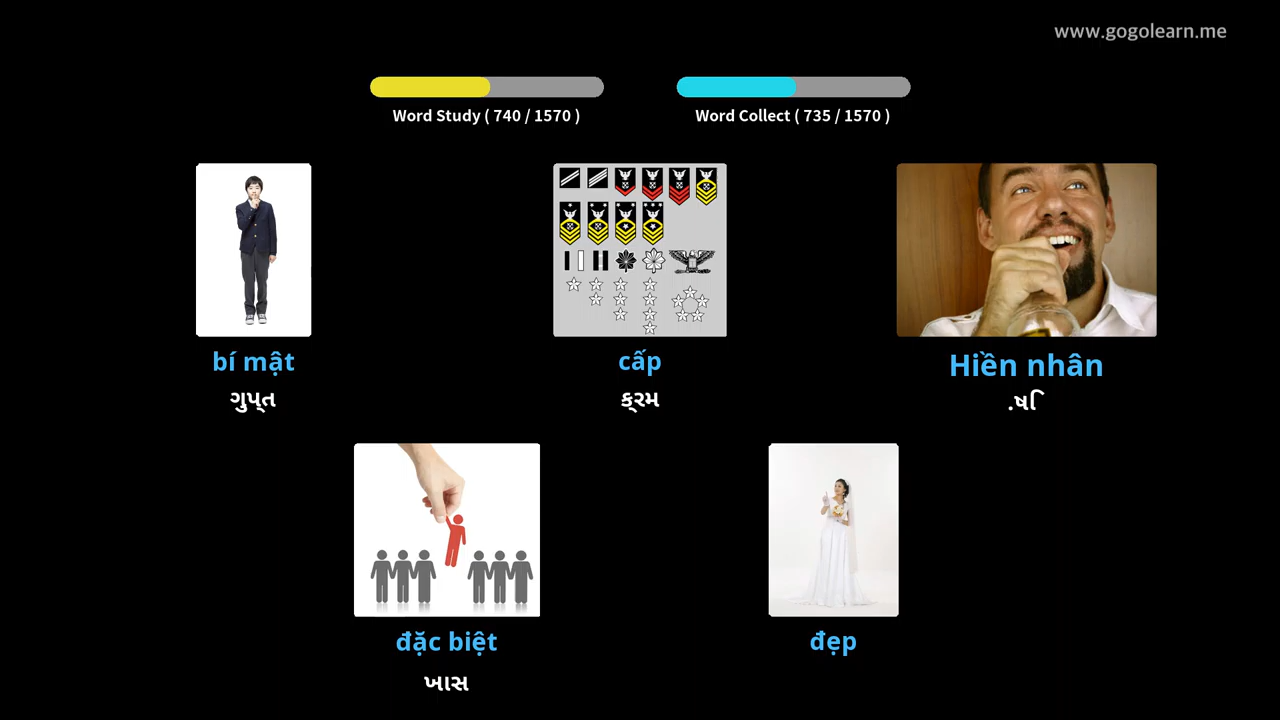 www.gogolearn.me
Word Study ( 740 / 1570 )
Word Collect ( 735 / 1570 )
bí mật
ગુપ્ત
cấp
ક્રમ
Hiền nhân
.ષિ
đặc biệt
ખાસ
đẹp